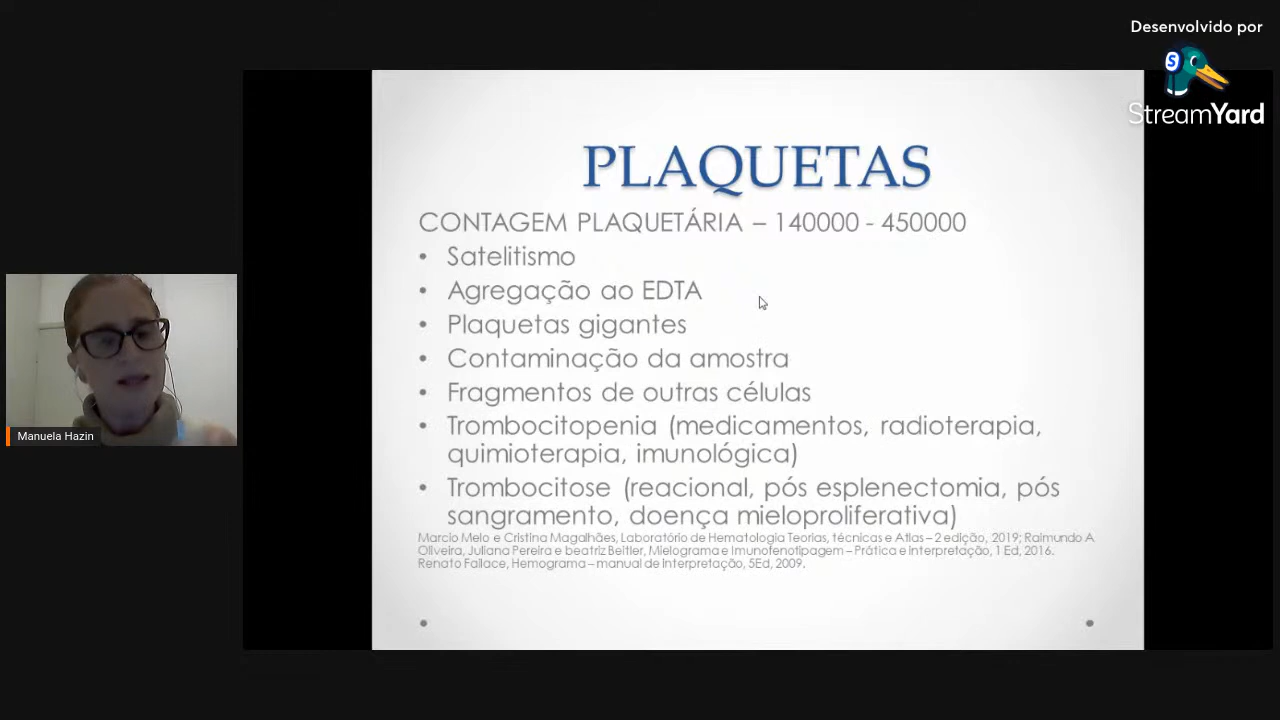 Desenvolvido por
StreamYard
PLAQUETAS
CONTAGEM PLAQUETÁRIA – 140000 - 450000
• Satelitismo
• Agregação ao EDTA
• Plaquetas gigantes
• Contaminação da amostra
• Fragmentos de outras células
• Trombocitopenia (medicamentos, radioterapia,
quimioterapia, imunológica)
• Trombocitose (reacional, pós esplenectomia, pós
sangramento, doença mieloproliferativa)
Marcio Melo e Cristina Magalhães, Laboratório de Hematologia Teorias, técnicas e Atlas – 2 edição, 2019; Raimundo A
Oliveira, Juliana Pereira e beatriz Beitler, Mielograma e Imunofenotipagem – Prática e interpretação, 1 Ed, 2016.
Renato Failace, Hemograma – manual de interpretação, 5Ed, 2009.
Manuela Hazin